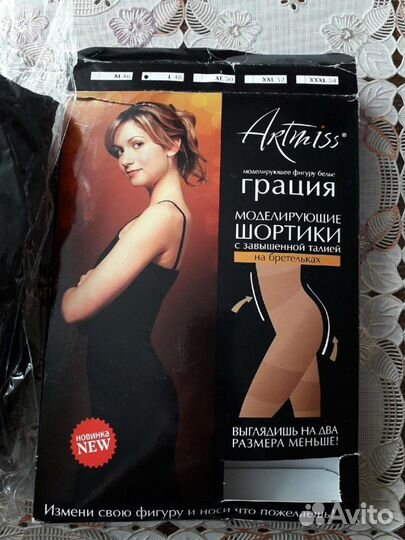 M 46 L 48 XL 50 XXL 52 XXXL 54
Artmiss®
моделирующее фигуру белье
грация
МОДЕЛИРУЮЩИЕ
ШОРТИКИ
с завышенной талией
на бретельках
новинка
NEW
ВЫГЛЯДИШЬ НА ДВА
РАЗМЕРА МЕНЬШЕ!
Измени свою фигуру и носи что пожелаешь
Avito